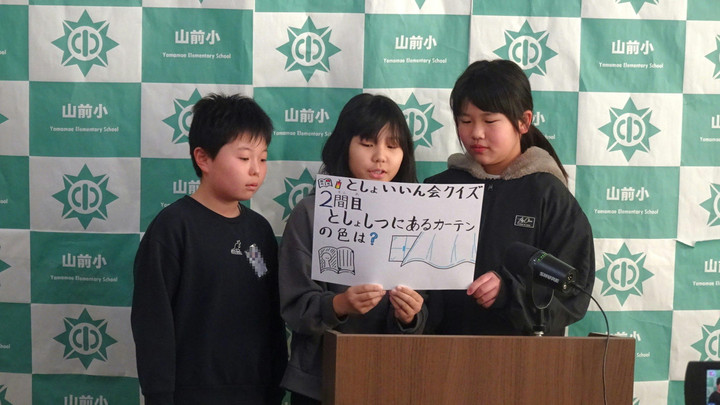 山前小
Yamamae Elementary School
としょいいん会クイズ
2問目
としょしつにあるカーテン
の色は?
SHURE